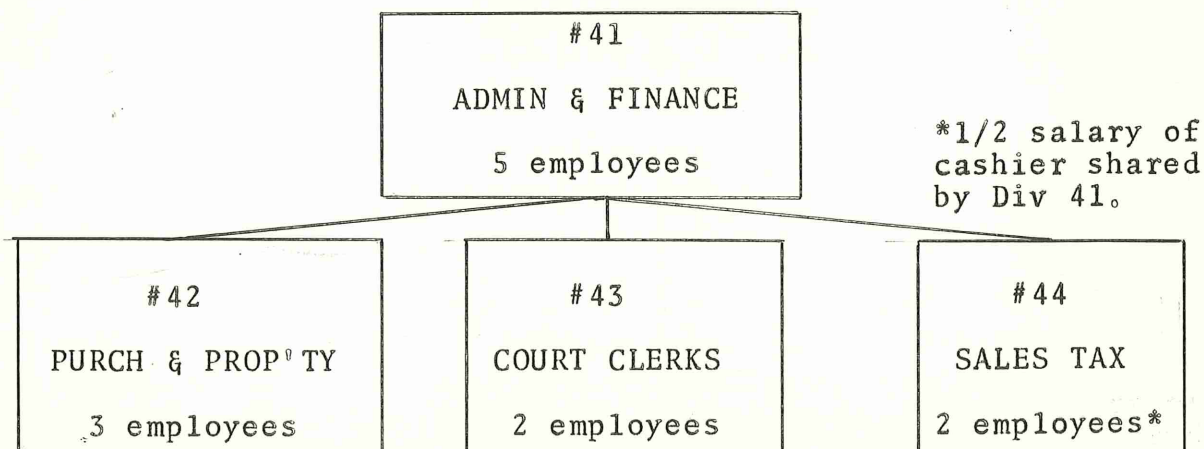 #41
ADMIN & FINANCE
5 employees
*1/2 salary of
cashier shared
by Div 41.
#42
PURCH & PROP'TY
3 employees
#43
COURT CLERKS
2 employees
#44
SALES TAX
2 employees*